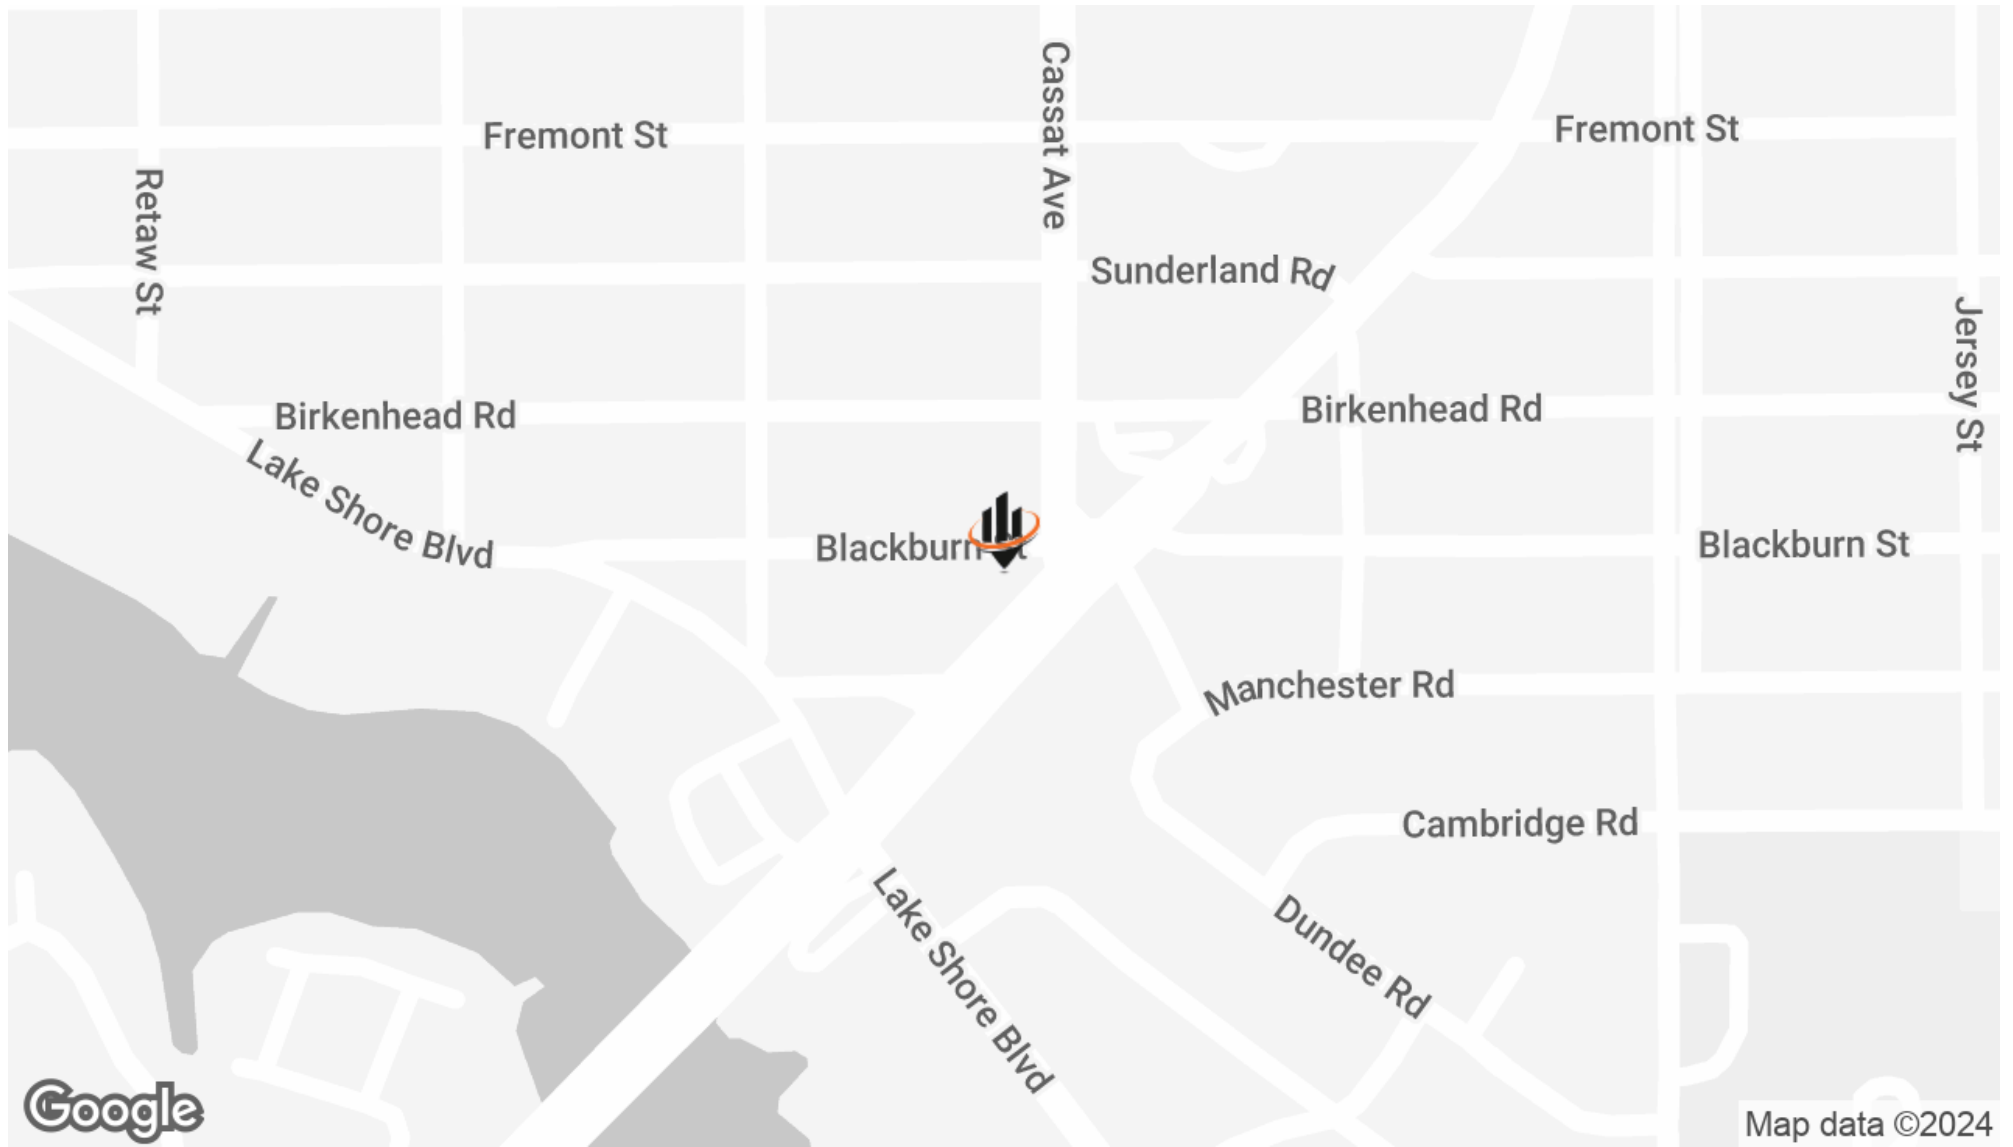 Cassat Ave
Fremont St
Fremont St
Retaw St
Sunderland Rd
Jersey St
Birkenhead Rd
Birkenhead Rd
Lake Shore Blvd
Blackburn
Blackburn St
Manchester Rd
Cambridge Rd
Lake Shore Blvd
Dundee Rd
Google
Map data ©2024